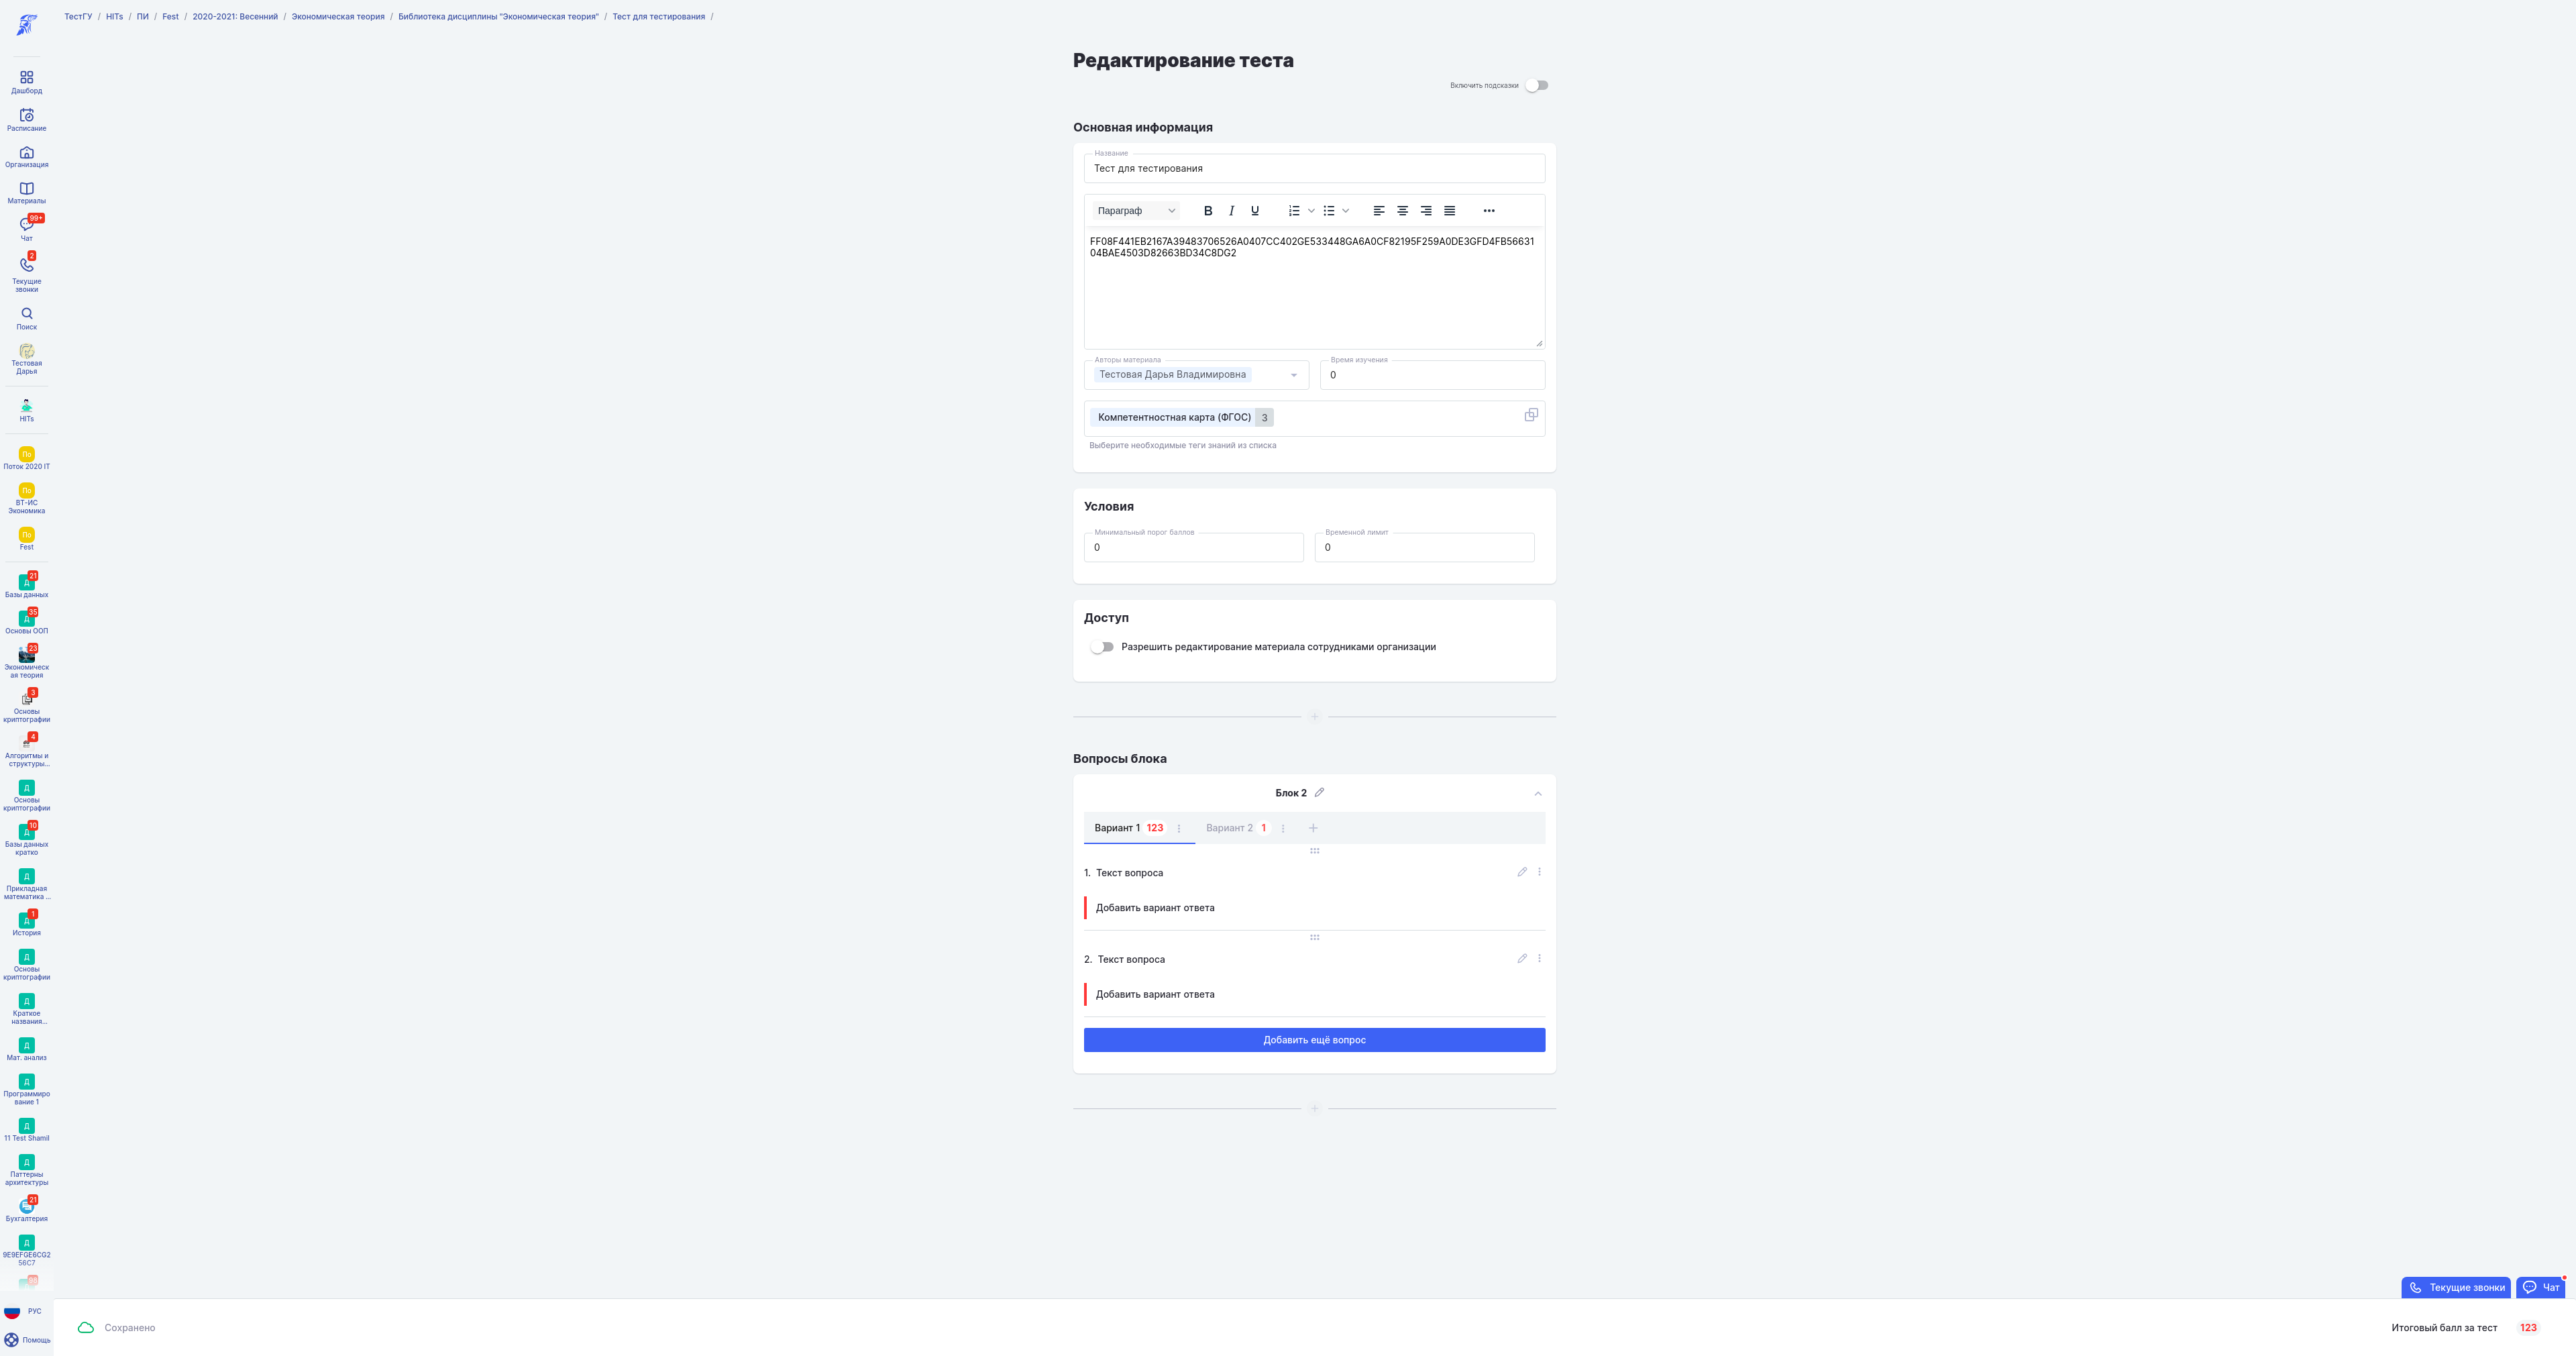 ТестГУ / HITs / ПИ / Fest / 2020-2021: Весенний / Экономическая теория / Библиотека дисциплины "Экономическая теория" / Тест для тестирования /
Дашборд
Расписание
Организация
Материалы
99+
Чат
2
Текущие
звонки
Поиск
Тестовая
Дарья
HITs
По
Поток 2020 IT
По
ВТ-ИС
Экономика
По
Fest
21
Д
Базы данных
35
Д
Основы ООП
23
Экономическ
ая теория
3
Основы
криптографии
4
Алгоритмы и
структуры...
Д
Основы
криптографии
10
Д
Базы данных
кратко
Д
Прикладная
математика ...
1
Д
История
Д
Основы
криптографии
Д
Краткое
названия...
Д
Мат. анализ
Д
Программиро
вание 1
Д
11 Test Shamil
Д
Паттерны
архитектуры
21
Бухгалтерия
Д
9E9EFGE6CG2
56C7
РУС
Помощь
Редактирование теста
Включить подсказки
Основная информация
Название
Тест для тестирования
Параграф
FF08F441EB2167A39483706526A0407CC402GE533448GA6A0CF82195F259A0DE3GFD4FB56631
04BAE4503D82663BD34C8DG2
Авторы материала
Тестовая Дарья Владимировна
Время изучения
0
Компетентностная карта (ФГОС) 3
Выберите необходимые теги знаний из списка
Условия
Минимальный порог баллов
0
Временной лимит
0
Доступ
Разрешить редактирование материала сотрудниками организации
Вопросы блока
Блок 2
Вариант 1 123
Вариант 2 1
1. Текст вопроса
Добавить вариант ответа
2. Текст вопроса
Добавить вариант ответа
Добавить ещё вопрос
Текущие звонки
Чат
Сохранено
Итоговый балл за тест 123